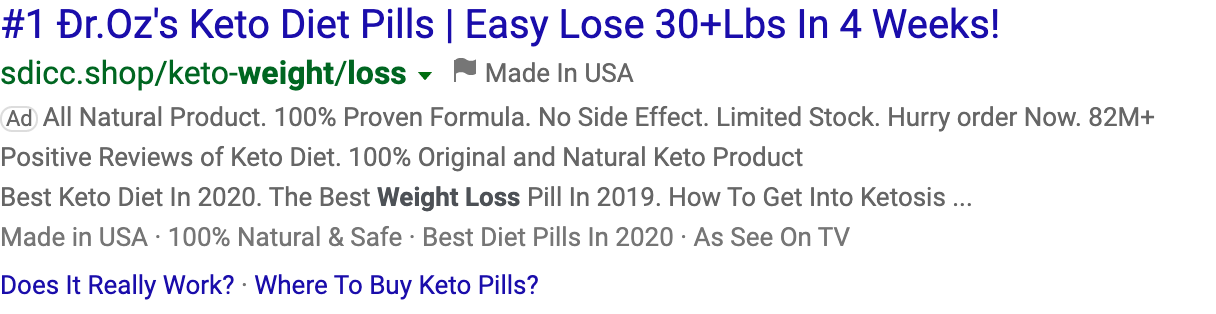 #1 Đr.Oz's Keto Diet Pills | Easy Lose 30+Lbs In 4 Weeks!
sdicc.shop/keto-weight/loss Made In USA
Ad All Natural Product. 100% Proven Formula. No Side Effect. Limited Stock. Hurry order Now. 82M+
Positive Reviews of Keto Diet. 100% Original and Natural Keto Product
Best Keto Diet In 2020. The Best Weight Loss Pill In 2019. How To Get Into Ketosis ...
Made in USA · 100% Natural & Safe · Best Diet Pills In 2020 · As See On TV
Does It Really Work? · Where To Buy Keto Pills?